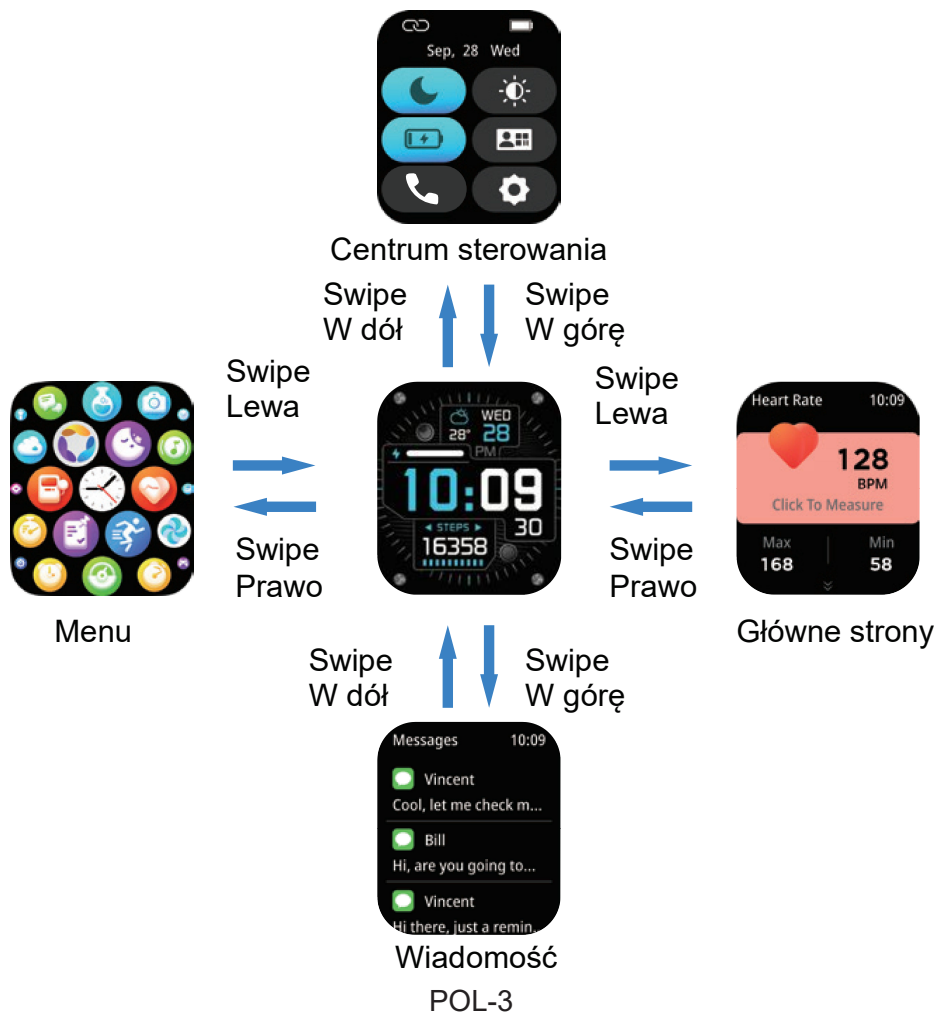 Sep, 28 Wed
Centrum sterowania
Swipe
W dół
Swipe
W górę
Swipe
Lewa
Swipe
Prawo
Menu
WED
28° 28
PM
10:09
30
◄ STEPS ►
16358
Swipe
Lewa
Swipe
Prawo
Heart Rate 10:09
128
BPM
Click To Measure
Max Min
168 58
Główne strony
Swipe
W dół
Swipe
W górę
Messages 10:09
Vincent
Cool, let me check m...
Bill
Hi, are you going to...
Vincent
Hi there, just a remin..
Wiadomość
POL-3